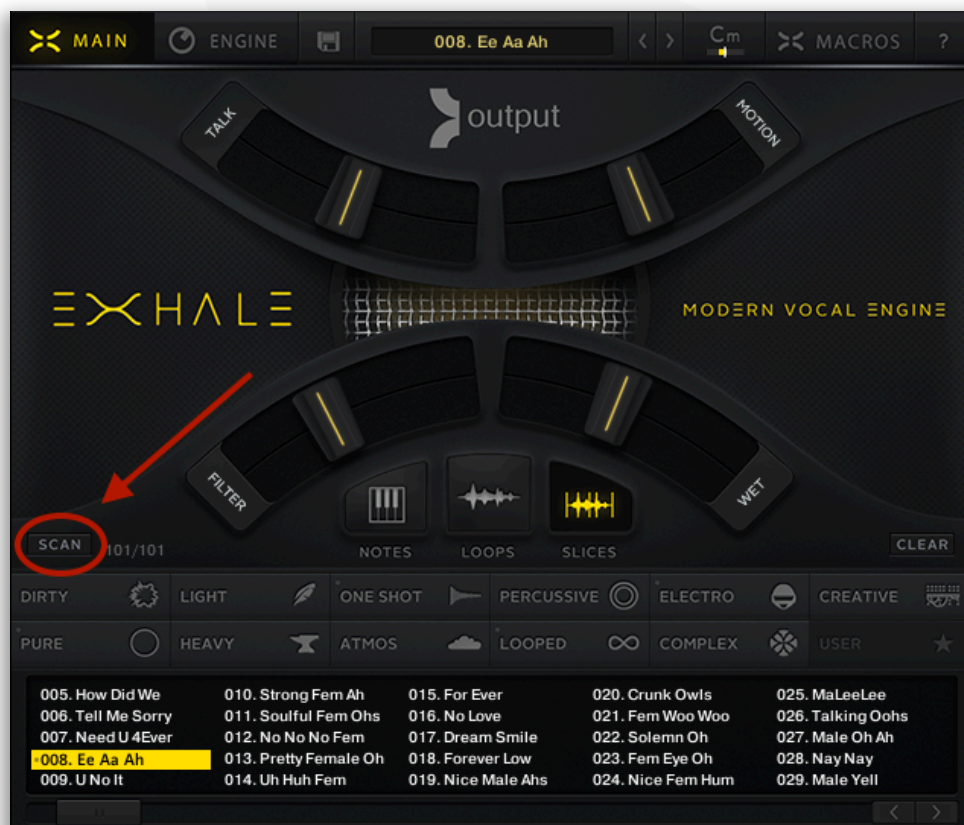 MAIN ENGINE 008. Ee Aa Ah < > Cm MACROS ?
TALK
output
MOTION
EXHALE
MODERN VOCAL ENGINE
FILTER
WET
SCAN 101/101
NOTES LOOPS SLICES
CLEAR
DIRTY LIGHT ONE SHOT PERCUSSIVE ELECTRO CREATIVE
PURE HEAVY ATMOS LOOPED COMPLEX USER
005. How Did We 010. Strong Fem Ah 015. For Ever 020. Crunk Owls 025. MaLeeLee
006. Tell Me Sorry 011. Soulful Fem Ohs 016. No Love 021. Fem Woo Woo 026. Talking Oohs
007. Need U 4Ever 012. No No No Fem 017. Dream Smile 022. Solemn Oh 027. Male Oh Ah
008. Ee Aa Ah 013. Pretty Female Oh 018. Forever Low 023. Fem Eye Oh 028. Nay Nay
009. U No It 014. Uh Huh Fem 019. Nice Male Ahs 024. Nice Fem Hum 029. Male Yell
< >